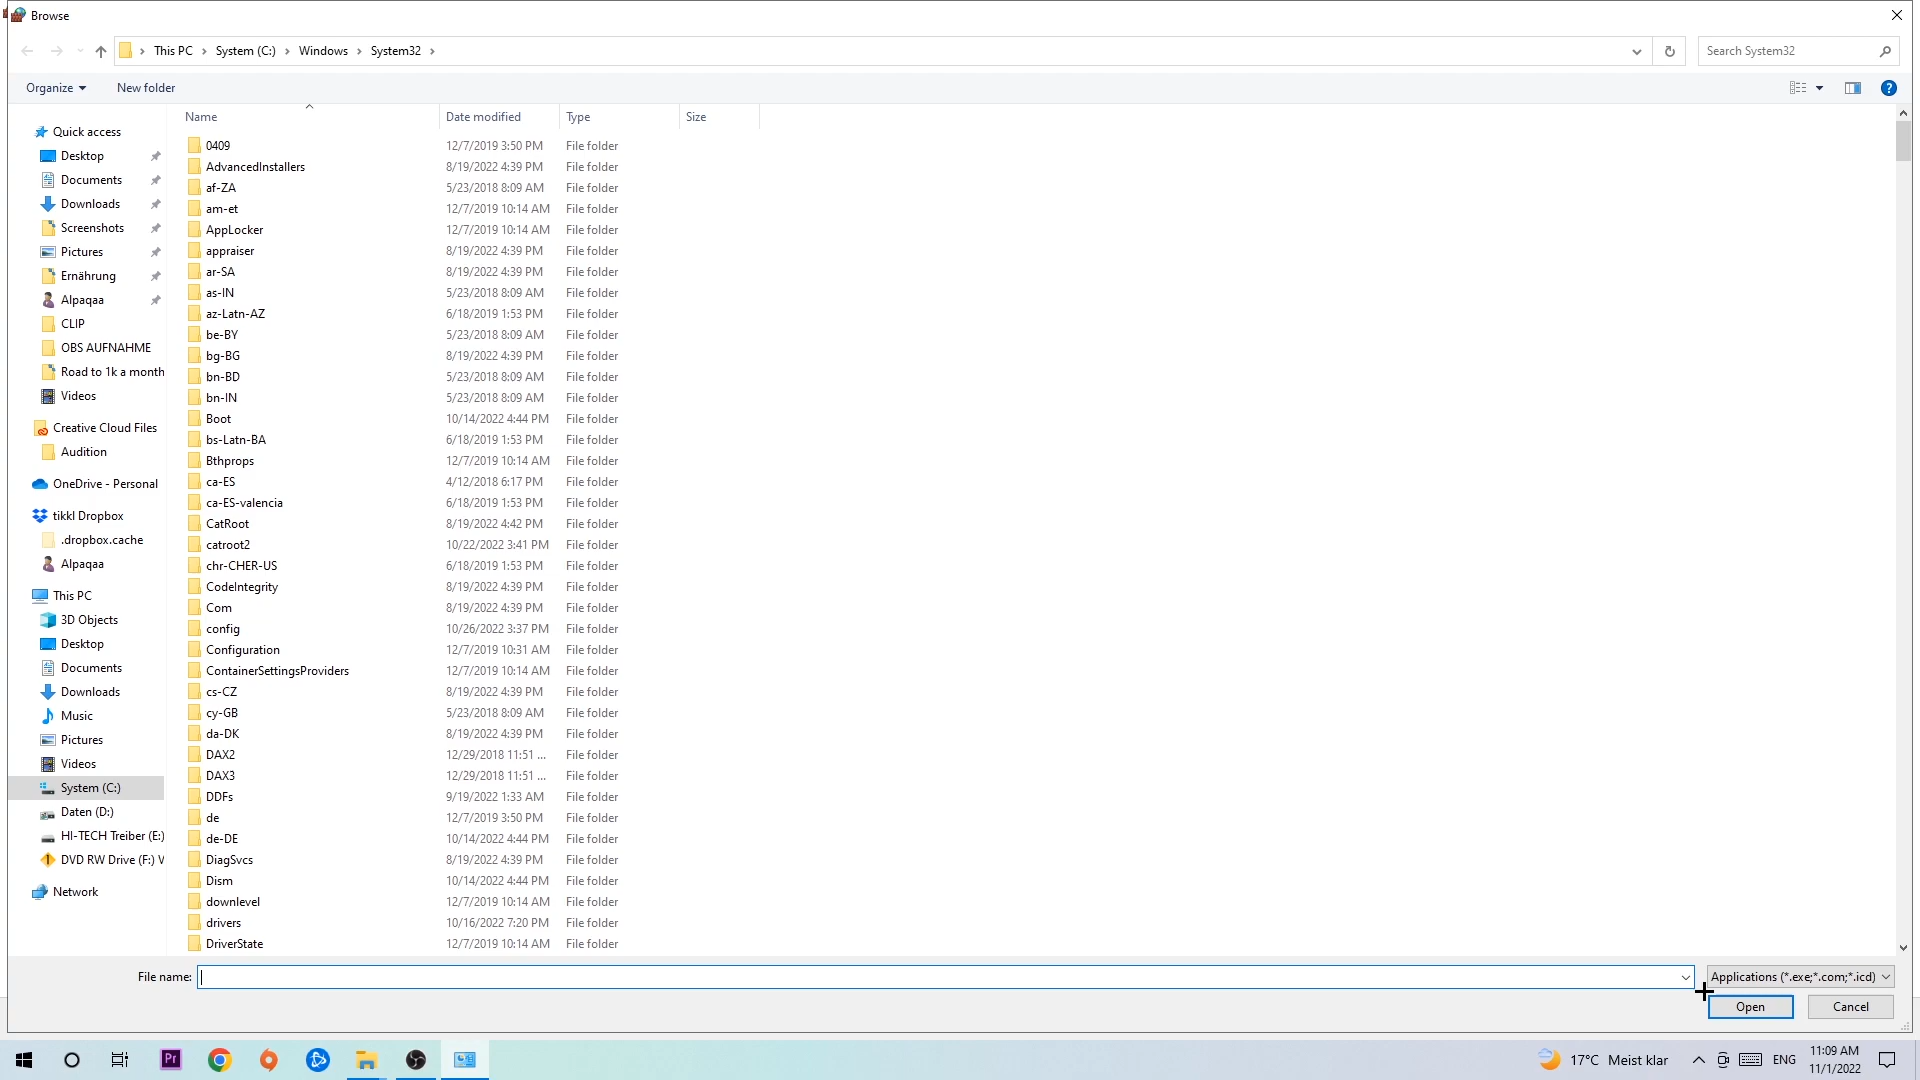 Browse
This PC System (C:) Windows System32
Search System32
Organize New folder
Name Date modified Type Size
Quick access
Desktop
Documents
Downloads
Screenshots
Pictures
Ernährung
Alpaqaa
CLIP
OBS AUFNAHME
Road to 1k a month
Videos
Creative Cloud Files
Audition
OneDrive - Personal
tikkl Dropbox
.dropbox.cache
Alpaqaa
This PC
3D Objects
Desktop
Documents
Downloads
Music
Pictures
Videos
System (C:)
Daten (D:)
HI-TECH Treiber (E:)
DVD RW Drive (F:) V
Network
0409 12/7/2019 3:50 PM File folder
AdvancedInstallers 8/19/2022 4:39 PM File folder
af-ZA 5/23/2018 8:09 AM File folder
am-et 12/7/2019 10:14 AM File folder
AppLocker 12/7/2019 10:14 AM File folder
appraiser 8/19/2022 4:39 PM File folder
ar-SA 8/19/2022 4:39 PM File folder
as-IN 5/23/2018 8:09 AM File folder
az-Latn-AZ 6/18/2019 1:53 PM File folder
be-BY 5/23/2018 8:09 AM File folder
bg-BG 8/19/2022 4:39 PM File folder
bn-BD 5/23/2018 8:09 AM File folder
bn-IN 5/23/2018 8:09 AM File folder
Boot 10/14/2022 4:44 PM File folder
bs-Latn-BA 6/18/2019 1:53 PM File folder
Bthprops 12/7/2019 10:14 AM File folder
ca-ES 4/12/2018 6:17 PM File folder
ca-ES-valencia 6/18/2019 1:53 PM File folder
CatRoot 8/19/2022 4:42 PM File folder
catroot2 10/22/2022 3:41 PM File folder
chr-CHER-US 6/18/2019 1:53 PM File folder
CodeIntegrity 8/19/2022 4:39 PM File folder
Com 8/19/2022 4:39 PM File folder
config 10/26/2022 3:37 PM File folder
Configuration 12/7/2019 10:31 AM File folder
ContainerSettingsProviders 12/7/2019 10:14 AM File folder
cs-CZ 8/19/2022 4:39 PM File folder
cy-GB 5/23/2018 8:09 AM File folder
da-DK 8/19/2022 4:39 PM File folder
DAX2 12/29/2018 11:51 ... File folder
DAX3 12/29/2018 11:51 ... File folder
DDFs 9/19/2022 1:33 AM File folder
de 12/7/2019 3:50 PM File folder
de-DE 10/14/2022 4:44 PM File folder
DiagSvcs 8/19/2022 4:39 PM File folder
Dism 10/14/2022 4:44 PM File folder
downlevel 12/7/2019 10:14 AM File folder
drivers 10/16/2022 7:20 PM File folder
DriverState 12/7/2019 10:14 AM File folder
File name: Applications (*.exe;*.com;*.icd)
Open Cancel
Pr
17°C Meist klar ENG 11:09 AM
11/1/2022